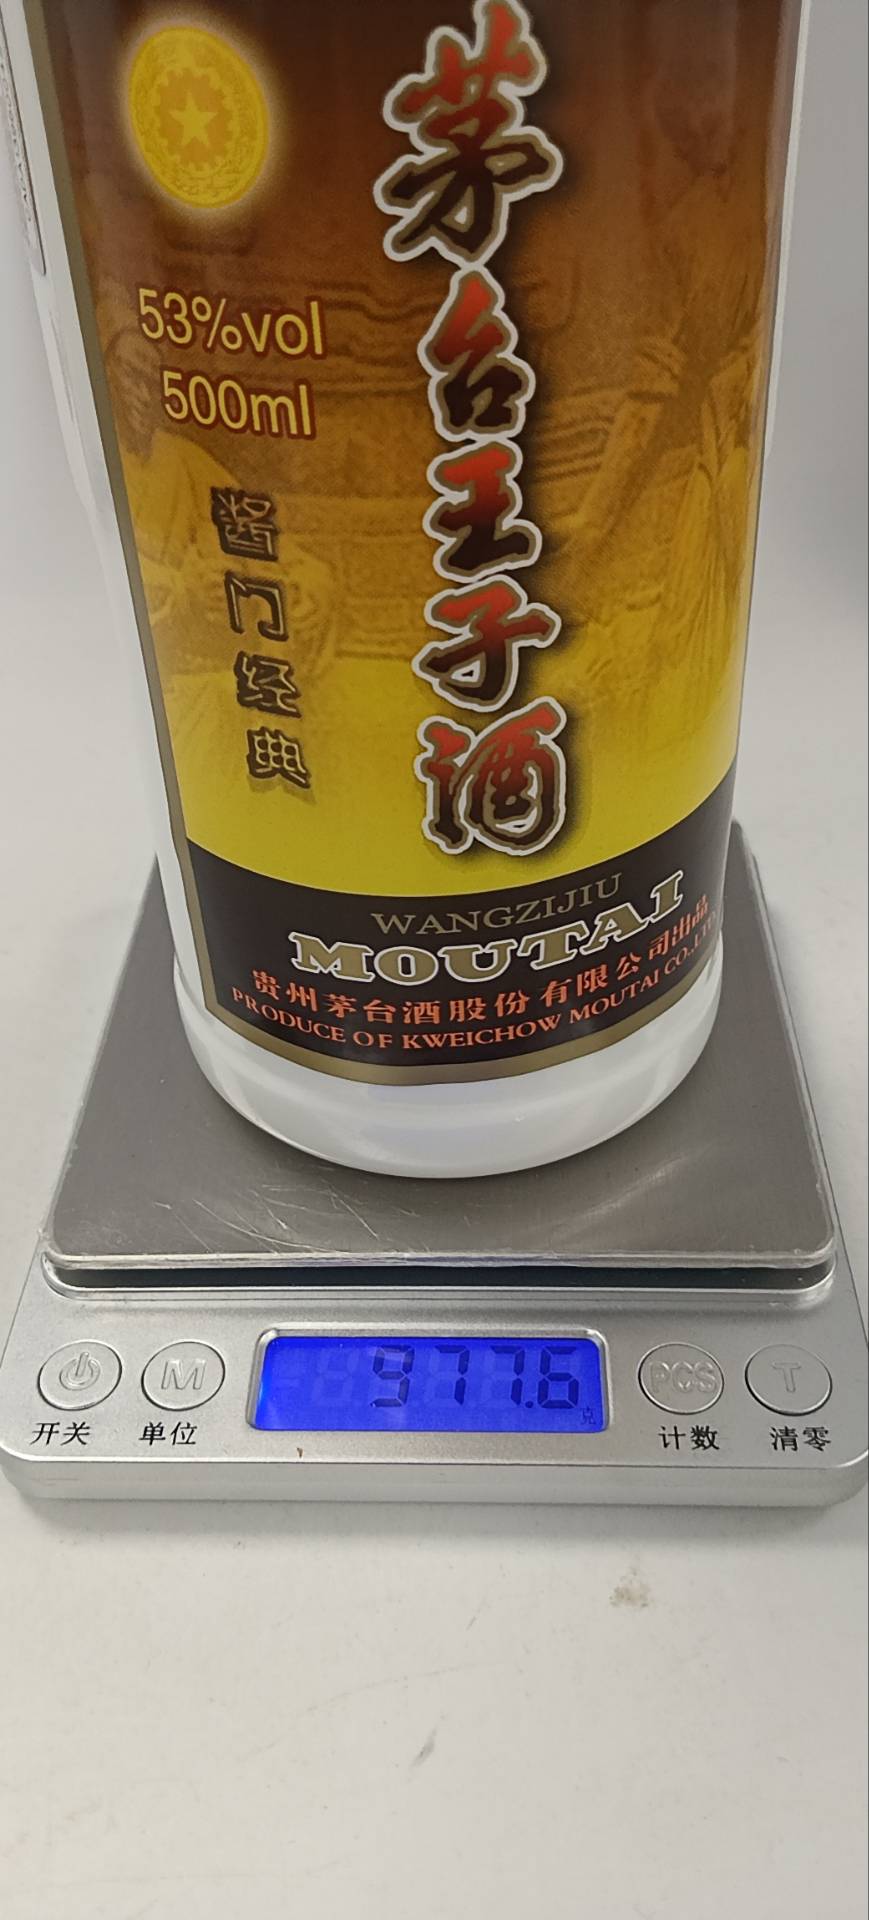 53%vol
500ml
酱门经典
茅台王子酒
WANGZIJIU
MOUTAI
贵州茅台酒股份有限公司出品
PRODUCE OF KWEICHOW MOUTAI CO.,LTD.
977.6
克
M
PCS
T
开关
单位
计数
清零